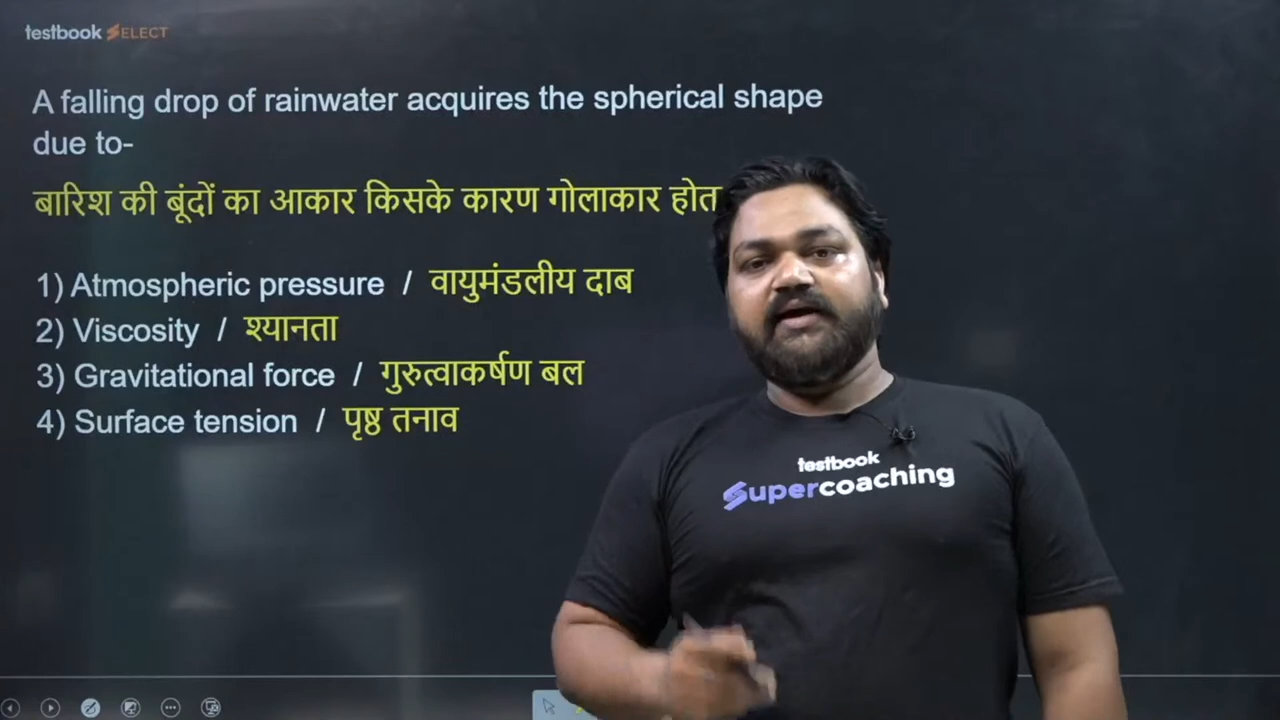 testbook SELECT
A falling drop of rainwater acquires the spherical shape
due to-
बारिश की बूंदों का आकार किसके कारण गोलाकार
1) Atmospheric pressure / वायुमंडलीय दाब
2) Viscosity / श्यानता
3) Gravitational force / गुरुत्वाकर्षण बल
4) Surface tension / पृष्ठ तनाव
testbook
Supercoaching